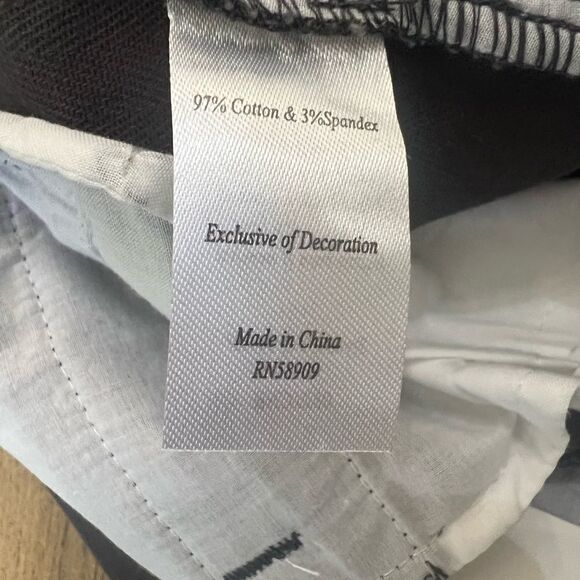 97% Cotton & 3%Spandex
Exclusive of Decoration
Made in China
RN58909